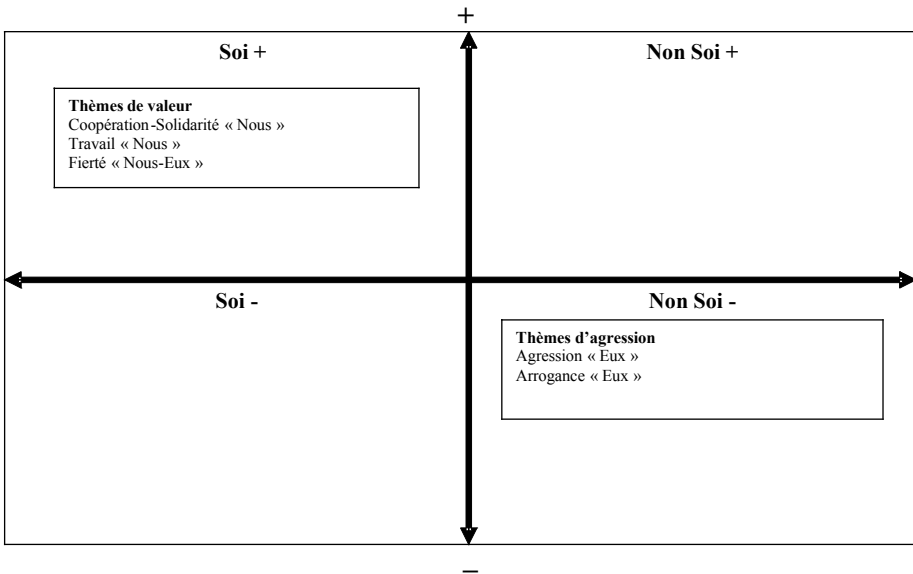 +
Soi +
Non Soi +
Thèmes de valeur
Coopération-Solidarité « Nous »
Travail « Nous »
Fierté « Nous-Eux »
Soi -
Non Soi -
Thèmes d’agression
Agression « Eux »
Arrogance « Eux »
–